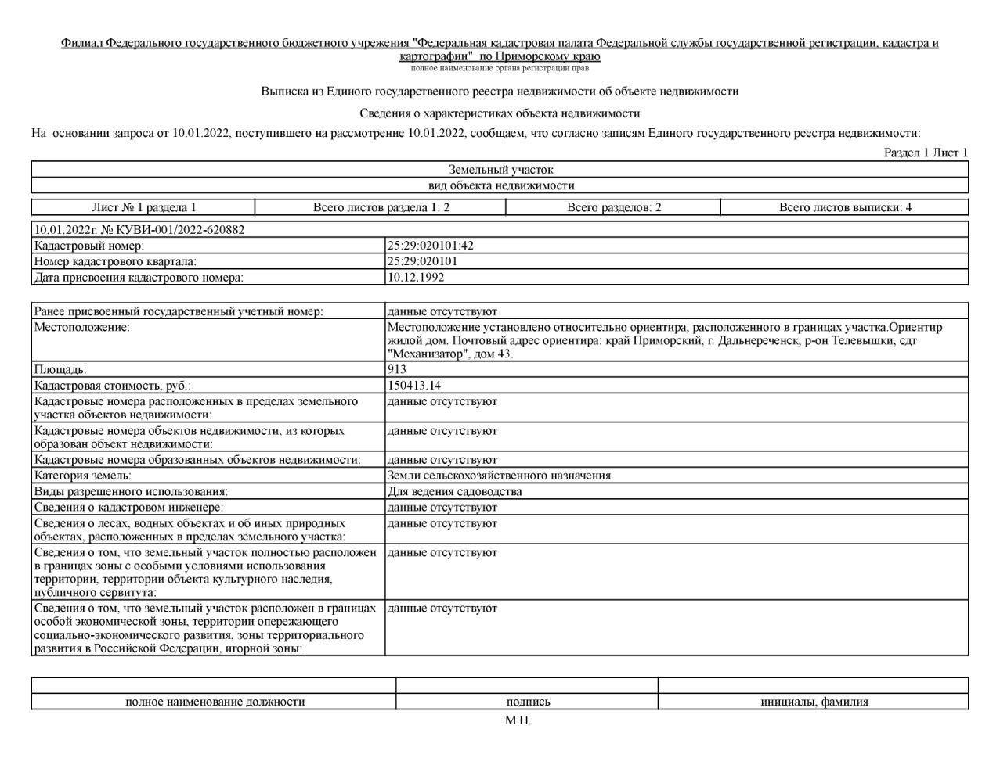 Филиал Федерального государственного бюджетного учрежения "Федеральная кадастровая палата Федеральной службы государственной регистрации, кадастра и
картографии"  по Приморскому краю
полное наименование органа регистрации прав
Выписка из Единого государственного реестра недвижимости об объекте недвижимости
Сведения о характеристиках объекта недвижимости
На  основании запроса от 10.01.2022, поступившего на рассмотрение 10.01.2022, сообщаем, что согласно записям Единого государственного реестра недвижимости:
Раздел 1 Лист 1
Земельный участок
вид объекта недвижимости
Лист № 1 раздела 1 Всего листов раздела 1: 2 Всего разделов: 2 Всего листов выписки: 4
10.01.2022г. № КУВИ-001/2022-620882
Кадастровый номер: 25:29:020101:42
Номер кадастрового квартала: 25:29:020101
Дата присвоения кадастрового номера: 10.12.1992
Ранее присвоенный государственный учетный номер: данные отсутствуют
Местоположение: Местоположение установлено относительно ориентира, расположенного в границах участка.Ориентир
жилой дом. Почтовый адрес ориентира: край Приморский, г. Дальнереченск, р-он Телевышки, сдт
"Механизатор", дом 43.
Площадь: 913
Кадастровая стоимость, руб.: 150413.14
Кадастровые номера расположенных в пределах земельного данные отсутствуют
участка объектов недвижимости:
Кадастровые номера объектов недвижимости, из которых данные отсутствуют
образован объект недвижимости:
Кадастровые номера образованных объектов недвижимости: данные отсутствуют
Категория земель: Земли сельскохозяйственного назначения
Виды разрешенного использования: Для ведения садоводства
Сведения о кадастровом инженере: данные отсутствуют
Сведения о лесах, водных объектах и об иных природных данные отсутствуют
объектах, расположенных в пределах земельного участка:
Сведения о том, что земельный участок полностью расположен данные отсутствуют
в границах зоны с особыми условиями использования
территории, территории объекта культурного наследия,
публичного сервитута:
Сведения о том, что земельный участок расположен в границах данные отсутствуют
особой экономической зоны, территории опережающего
социально-экономического развития, зоны территориального
развития в Российской Федерации, игорной зоны:
полное наименование должности подпись инициалы, фамилия
М.П.